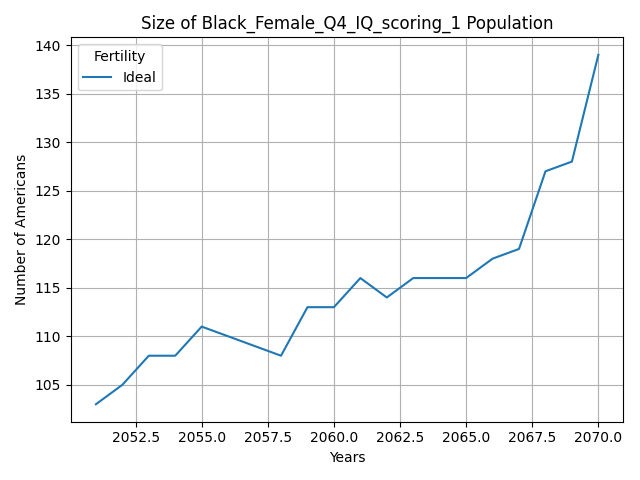 Size of Black_Female_Q4_IQ_scoring_1 Population
Fertility
Ideal
Number of Americans
140
135
130
125
120
115
110
105
2052.5 2055.0 2057.5 2060.0 2062.5 2065.0 2067.5 2070.0
Years